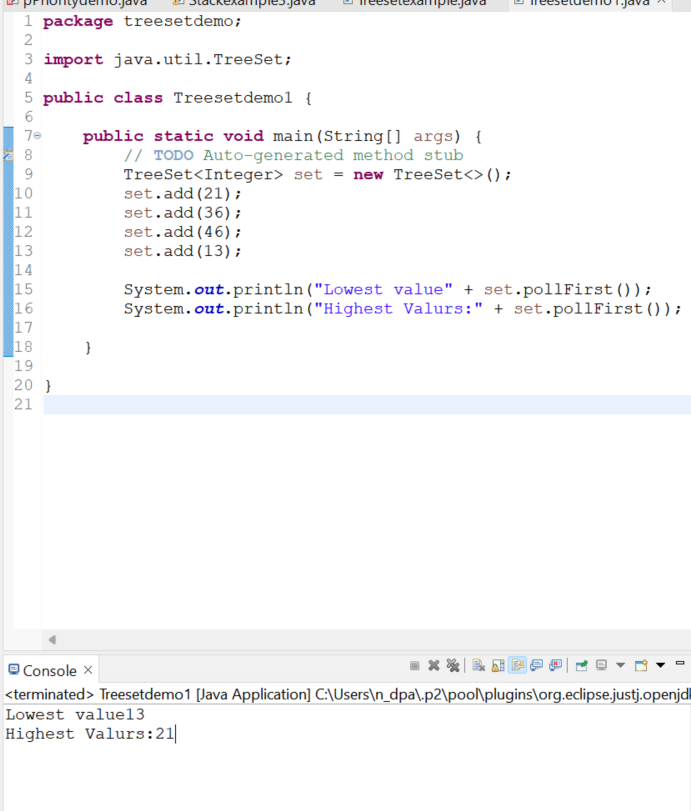 pPhoritydemo.java Stackexample3.java Treesetexample.java Treesetdemo1.java
1 package treesetdemo;
2
3 import java.util.TreeSet;
4
5 public class Treesetdemo1 {
6
7 public static void main(String[] args) {
8 // TODO Auto-generated method stub
9 TreeSet<Integer> set = new TreeSet<>();
10 set.add(21);
11 set.add(36);
12 set.add(46);
13 set.add(13);
14
15 System.out.println("Lowest value" + set.pollFirst());
16 System.out.println("Highest Valurs:" + set.pollFirst());
17
18 }
19
20 }
21
Console
<terminated> Treesetdemo1 [Java Application] C:\Users\n_dpa\.p2\pool\plugins\org.eclipse.justj.openjd
Lowest value13
Highest Valurs:21